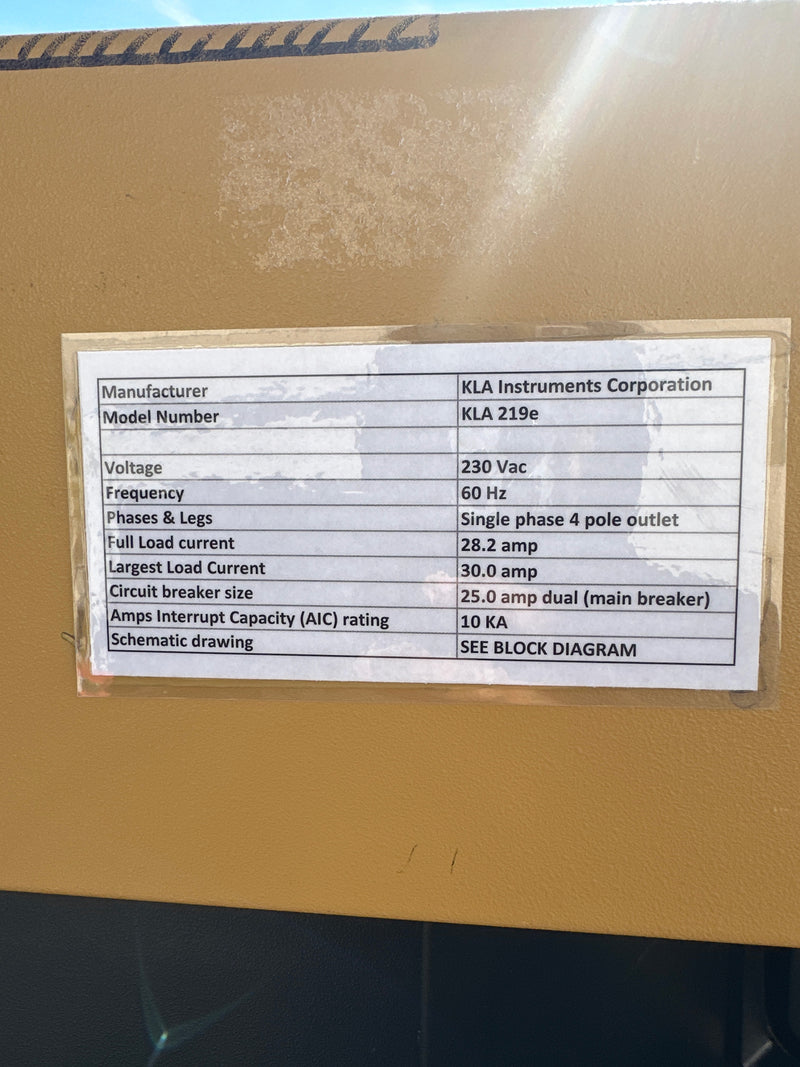 Manufacturer KLA Instruments Corporation
Model Number KLA 219e
Voltage 230 Vac
Frequency 60 Hz
Phases & Legs Single phase 4 pole outlet
Full Load current 28.2 amp
Largest Load Current 30.0 amp
Circuit breaker size 25.0 amp dual (main breaker)
Amps Interrupt Capacity (AIC) rating 10 KA
Schematic drawing SEE BLOCK DIAGRAM